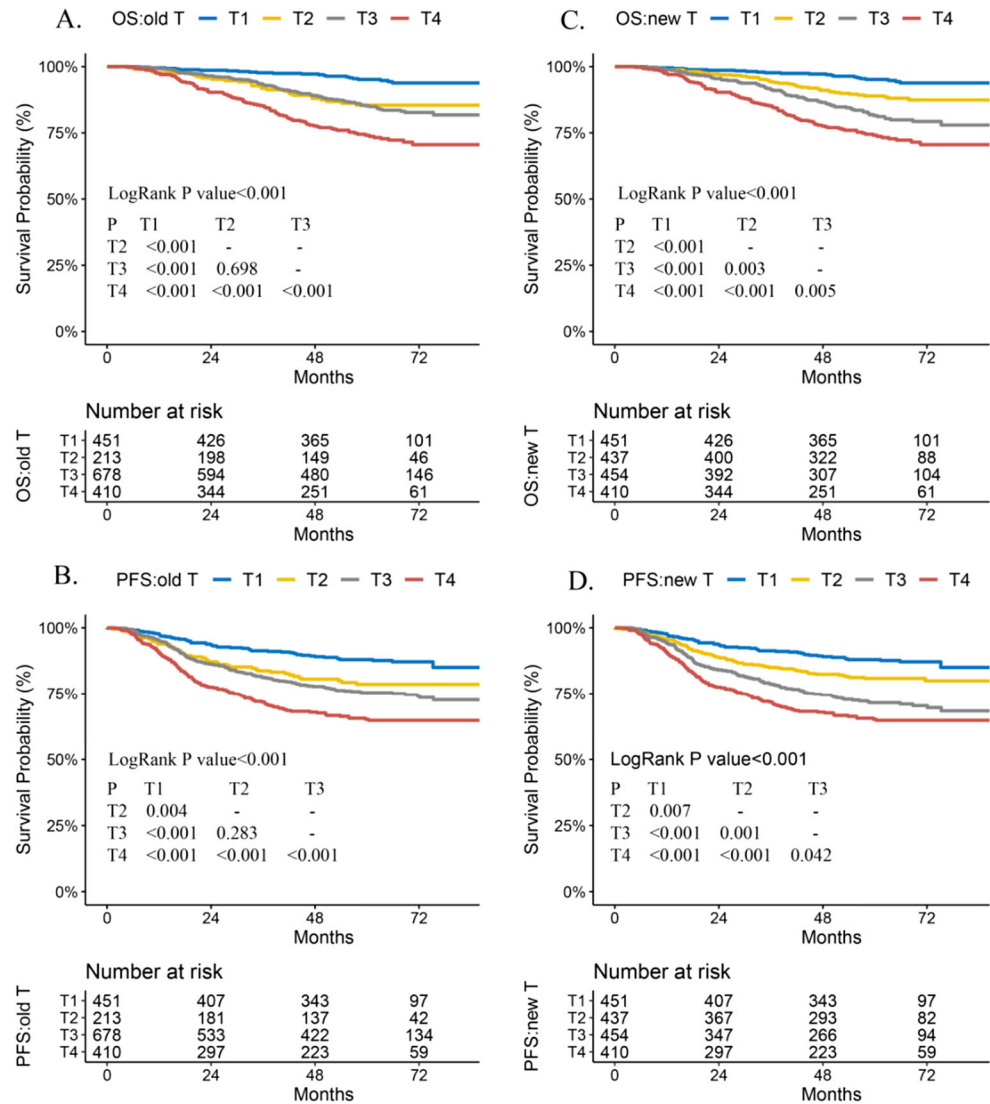 A.
OS:old T T1 T2 T3 T4
Survival Probability (%)
100%
75%
50%
25%
0%
LogRank P value<0.001
P T1 T2 T3
T2 <0.001 - 
T3 <0.001 0.698 -
T4 <0.001 <0.001 <0.001
0 24 48 72
Months
Number at risk
OS:old T
T1 451 426 365 101
T2 213 198 149 46
T3 678 594 480 146
T4 410 344 251 61
0 24 48 72
Months
C.
OS:new T T1 T2 T3 T4
Survival Probability (%)
100%
75%
50%
25%
0%
LogRank P value<0.001
P T1 T2 T3
T2 <0.001 - -
T3 <0.001 0.003 -
T4 <0.001 <0.001 0.005
0 24 48 72
Months
Number at risk
OS:new T
T1 451 426 365 101
T2 437 400 322 88
T3 454 392 307 104
T4 410 344 251 61
0 24 48 72
Months
B.
PFS:old T T1 T2 T3 T4
Survival Probability (%)
100%
75%
50%
25%
0%
LogRank P value<0.001
P T1 T2 T3
T2 0.004 - -
T3 <0.001 0.283 -
T4 <0.001 <0.001 <0.001
0 24 48 72
Months
Number at risk
PFS:old T
T1 451 407 343 97
T2 213 181 137 42
T3 678 533 422 134
T4 410 297 223 59
0 24 48 72
Months
D.
PFS:new T T1 T2 T3 T4
Survival Probability (%)
100%
75%
50%
25%
0%
LogRank P value<0.001
P T1 T2 T3
T2 0.007 - -
T3 <0.001 0.001 -
T4 <0.001 <0.001 0.042
0 24 48 72
Months
Number at risk
PFS:new T
T1 451 407 343 97
T2 437 367 293 82
T3 454 347 266 94
T4 410 297 223 59
0 24 48 72
Months